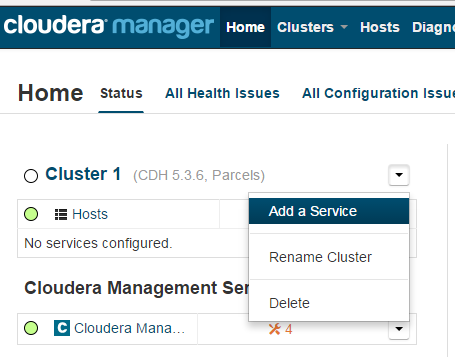 cloudera manager Home Clusters Hosts Diagn
Home Status All Health Issues All Configuration Issue
Cluster 1 (CDH 5.3.6, Parcels)
Add a Service
Hosts
No services configured.
Rename Cluster
Cloudera Management Ser
Delete
C Cloudera Mana... 4